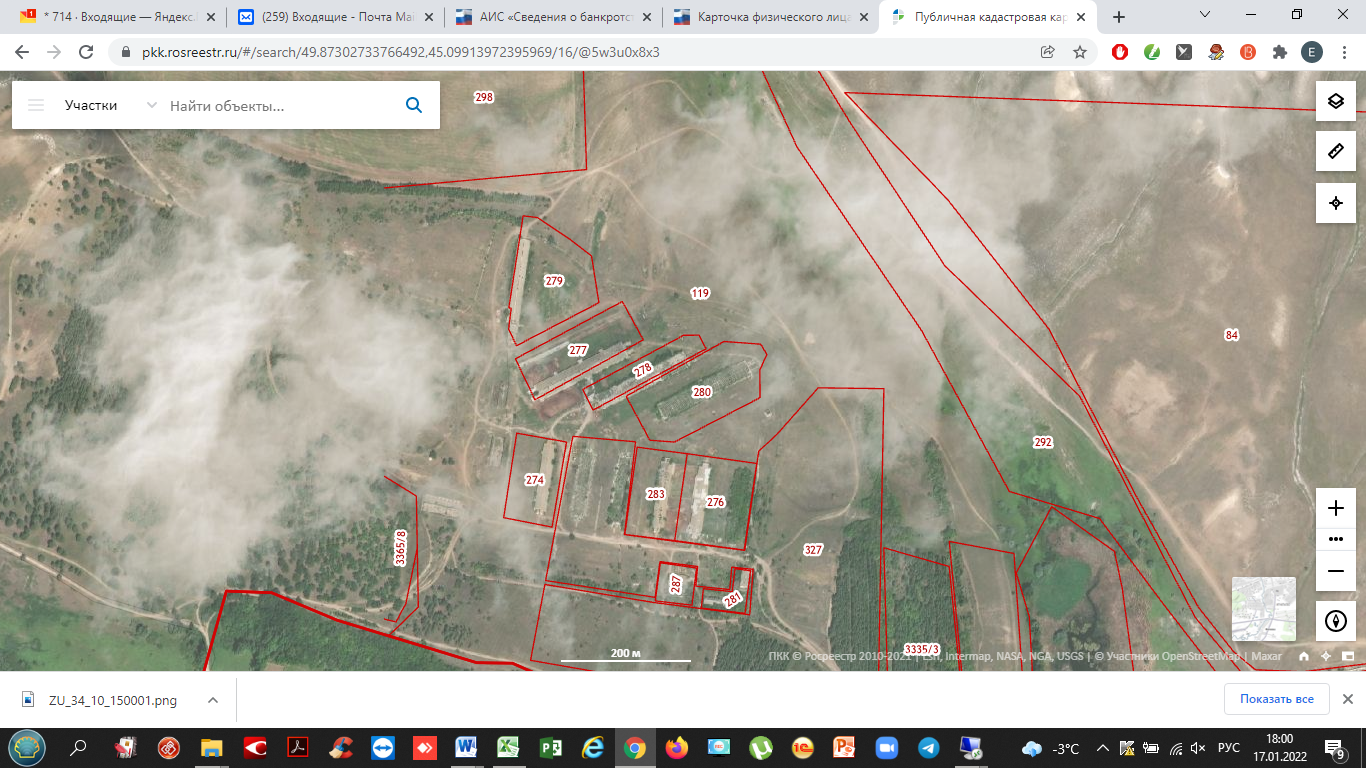 * 714 · Входящие — Яндекс.
(259) Входящие - Почта Mai
АИС «Сведения о банкротст
Карточка физического лица
Публичная кадастровая кар
pkk.rosreestr.ru/#/search/49.87302733766492,45.09913972395969/16/@5w3u0x8x3
E
Участки
Найти объекты...
298
279
119
277
278
280
84
292
274
283
276
3365/8
327
287
281
3335/3
200 м
ПКК © Росреестр 2010-2021 | ESRI, Intermap, NASA, NGA, USGS | © Участники OpenStreetMap | Maxar
ZU_34_10_150001.png
Показать все
-3°C
РУС
18:00
17.01.2022
9